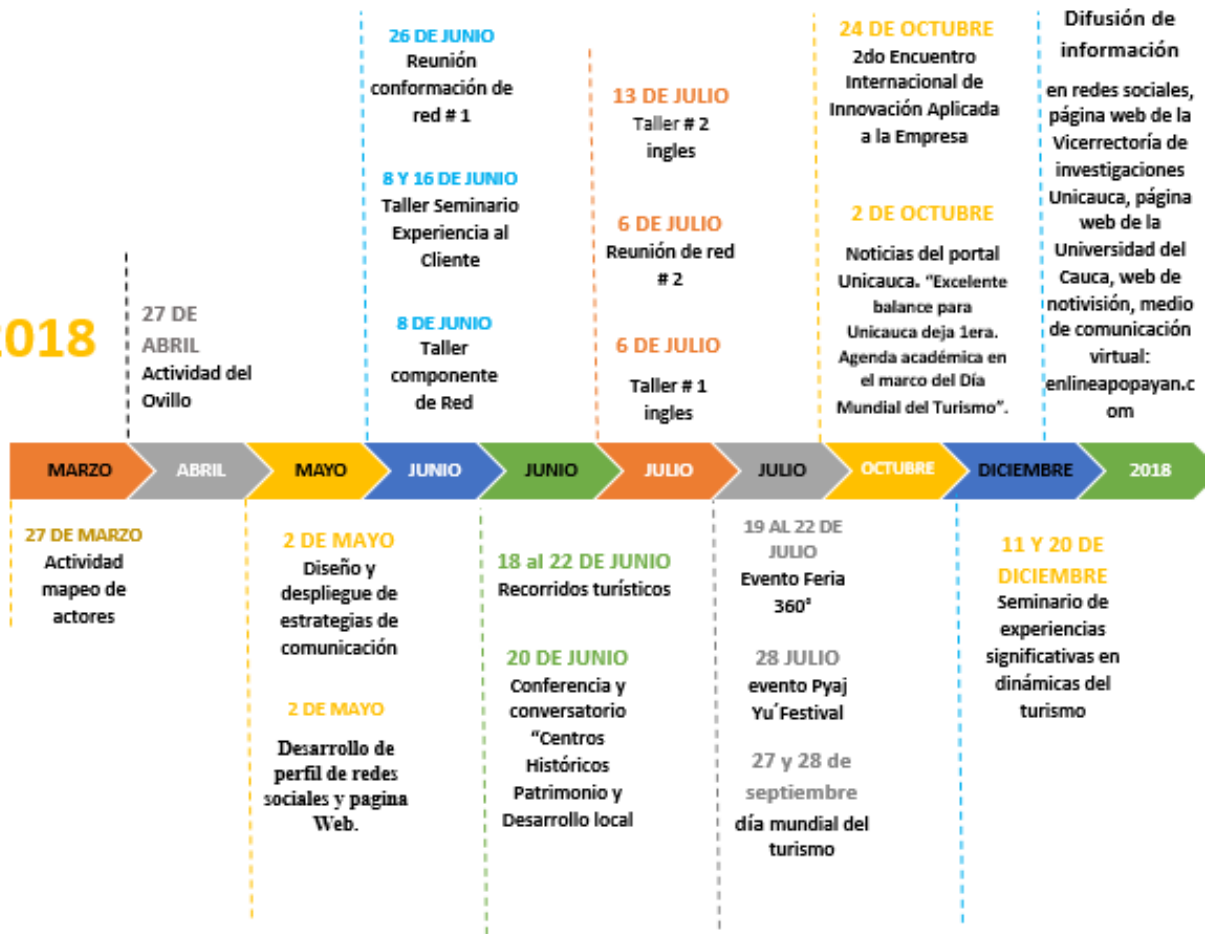 2018
27 DE
ABRIL
Actividad del
Ovillo
26 DE JUNIO
Reunión
conformación de
red # 1
8 Y 16 DE JUNIO
Taller Seminario
Experiencia al
Cliente
8 DE JUNIO
Taller
componente
de Red
13 DE JULIO
Taller # 2
ingles
6 DE JULIO
Reunión de red
# 2
6 DE JULIO
Taller # 1
ingles
24 DE OCTUBRE
2do Encuentro
Internacional de
Innovación Aplicada
a la Empresa
2 DE OCTUBRE
Noticias del portal
Unicauca. "Excelente
balance para
Unicauca deja 1era.
Agenda académica en
el marco del Día
Mundial del Turismo".
Difusión de
información
en redes sociales,
página web de la
Vicerrectoría de
investigaciones
Unicauca, página
web de la
Universidad del
Cauca, web de
notivisión, medio
de comunicación
virtual:
enlineapopayan.c
om
MARZO
ABRIL
MAYO
JUNIO
JUNIO
JULIO
JULIO
OCTUBRE
DICIEMBRE
2018
27 DE MARZO
Actividad
mapeo de
actores
2 DE MAYO
Diseño y
despliegue de
estrategias de
comunicación
2 DE MAYO
Desarrollo de
perfil de redes
sociales y pagina
Web.
18 al 22 DE JUNIO
Recorridos turísticos
20 DE JUNIO
Conferencia y
conversatorio
"Centros
Históricos
Patrimonio y
Desarrollo local
19 AL 22 DE
JULIO
Evento Feria
360°
28 JULIO
evento Pyaj
Yu´Festival
27 y 28 de
septiembre
día mundial del
turismo
11 Y 20 DE
DICIEMBRE
Seminario de
experiencias
significativas en
dinámicas del
turismo